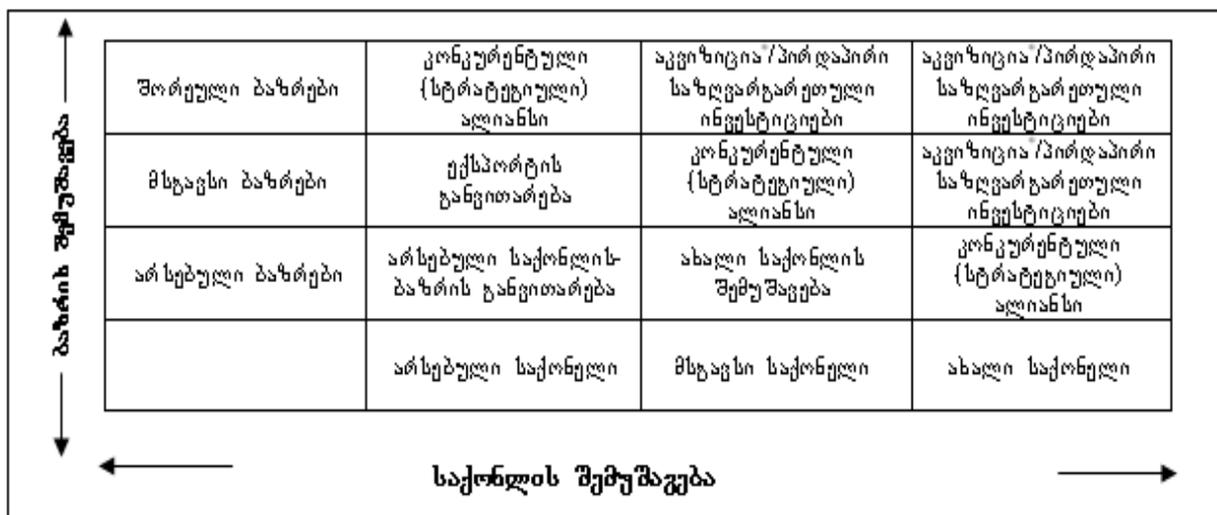 ბაზრის შემუშავება
შორეული ბაზრები
კონკურენტული
(სტრატეგიული)
ალიანსი
აკვიზიცია*/პირდაპირი
საზღვარგარეთული
ინვესტიციები
აკვიზიცია*/პირდაპირი
საზღვარგარეთული
ინვესტიციები
მსგავსი ბაზრები
ექსპორტის
განვითარება
კონკურენტული
(სტრატეგიული)
ალიანსი
აკვიზიცია*/პირდაპირი
საზღვარგარეთული
ინვესტიციები
არსებული ბაზრები
არსებული საქონლის-
ბაზრის განვითარება
ახალი საქონლის
შემუშავება
კონკურენტული
(სტრატეგიული)
ალიანსი
არსებული საქონელი
მსგავსი საქონელი
ახალი საქონელი
საქონლის შემუშავება